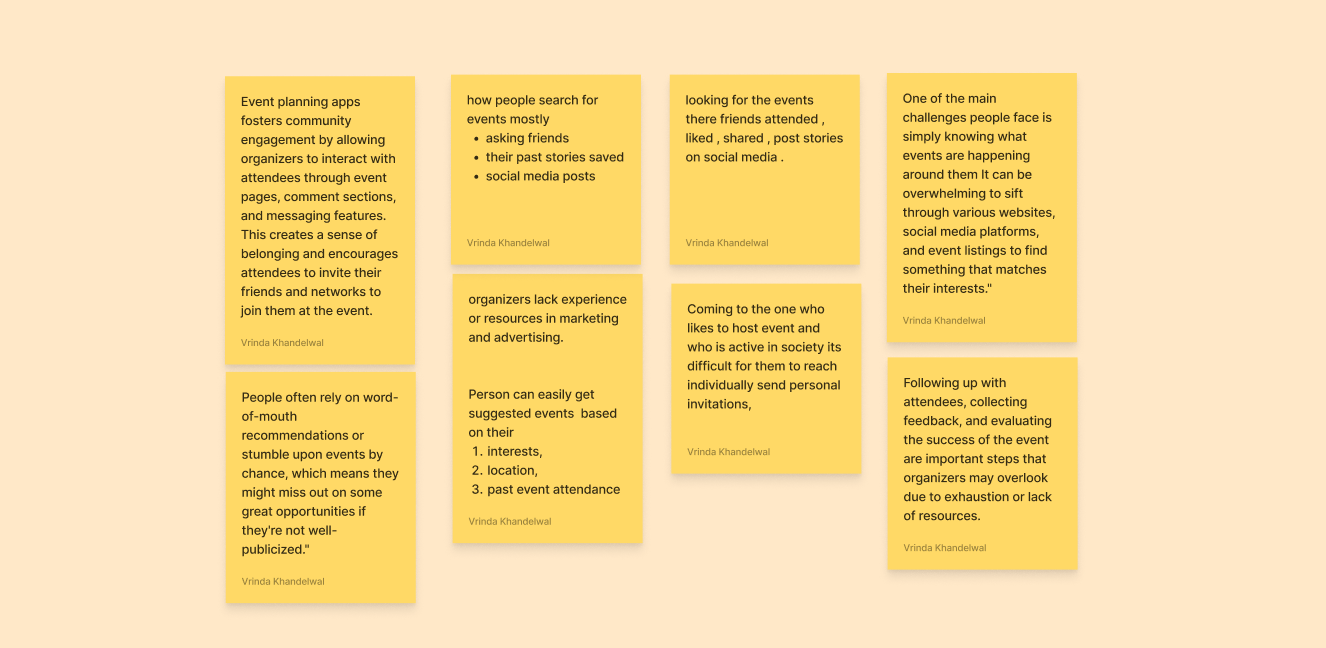 Event planning apps
fosters community
engagement by allowing
organizers to interact with
attendees through event
pages, comment sections,
and messaging features.
This creates a sense of
belonging and encourages
attendees to invite their
friends and networks to
join them at the event.
Vrinda Khandelwal
People often rely on word-
of-mouth
recommendations or
stumble upon events by
chance, which means they
might miss out on some
great opportunities if
they're not well-
publicized."
Vrinda Khandelwal
how people search for
events mostly
• asking friends
• their past stories saved
• social media posts
Vrinda Khandelwal
organizers lack experience
or resources in marketing
and advertising.
Person can easily get
suggested events  based
on their
1. interests,
2. location,
3. past event attendance
Vrinda Khandelwal
looking for the events
there friends attended ,
liked , shared , post stories
on social media .
Vrinda Khandelwal
Coming to the one who
likes to host event and
who is active in society its
difficult for them to reach
individually send personal
invitations,
Vrinda Khandelwal
One of the main
challenges people face is
simply knowing what
events are happening
around them It can be
overwhelming to sift
through various websites,
social media platforms,
and event listings to find
something that matches
their interests."
Vrinda Khandelwal
Following up with
attendees, collecting
feedback, and evaluating
the success of the event
are important steps that
organizers may overlook
due to exhaustion or lack
of resources.
Vrinda Khandelwal